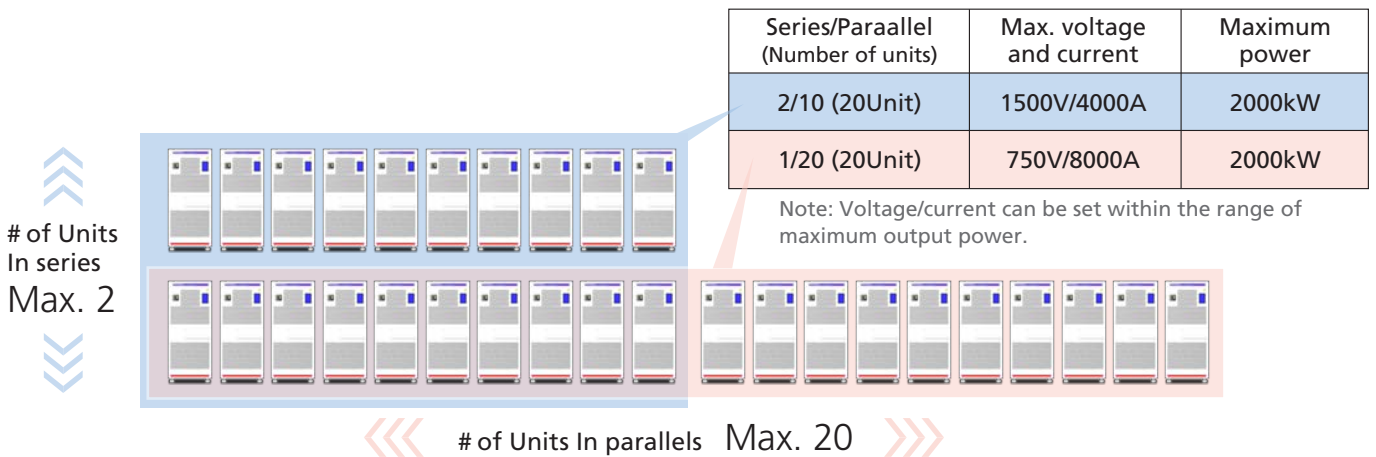 Series/Paraallel
(Number of units)
Max. voltage
and current
Maximum
power
2/10 (20Unit)
1500V/4000A
2000kW
1/20 (20Unit)
750V/8000A
2000kW
Note: Voltage/current can be set within the range of
maximum output power.
# of Units
In series
Max. 2
# of Units In parallels Max. 20